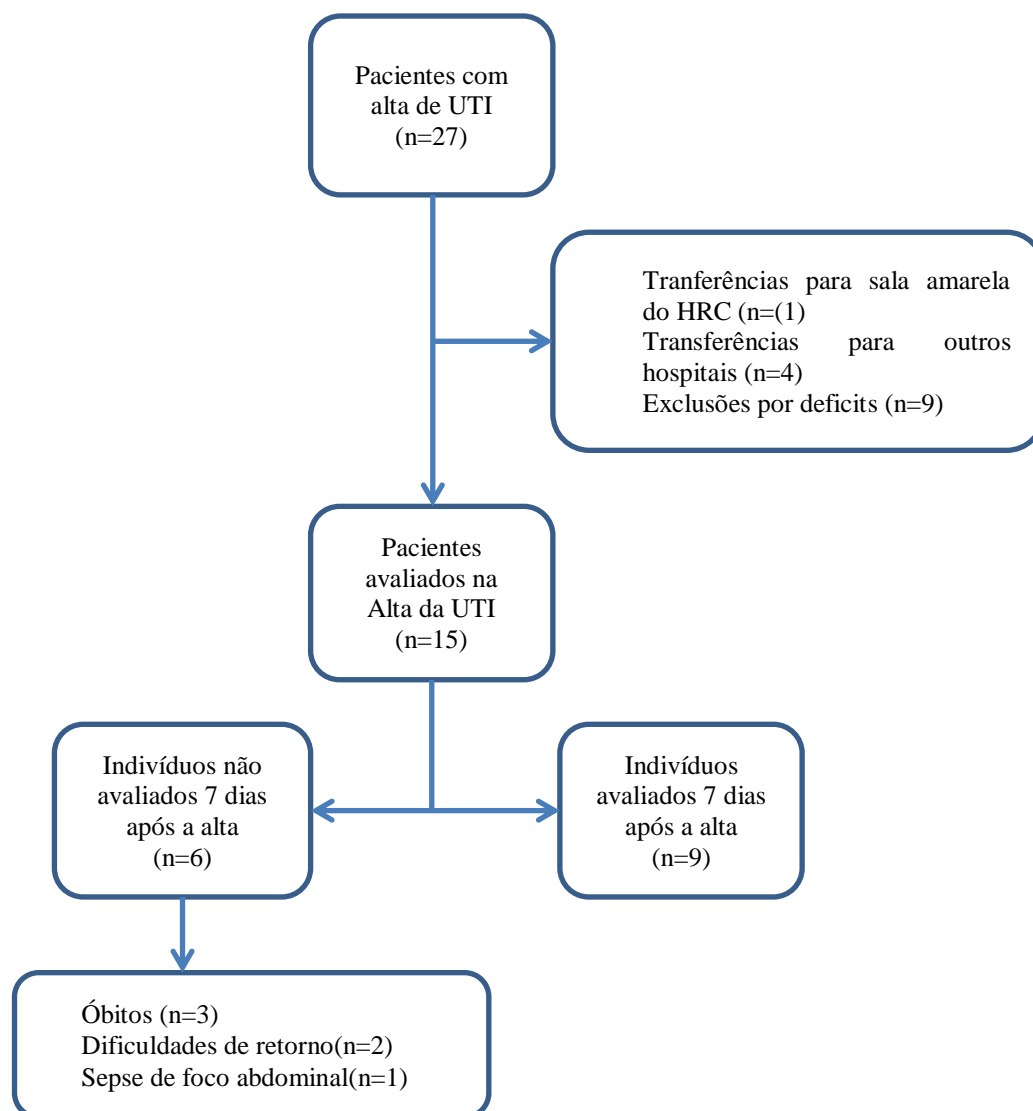 Pacientes com
alta de UTI
(n=27)
Tranferências para sala amarela
do HRC (n=(1)
Transferências para outros
hospitais (n=4)
Exclusões por deficits (n=9)
Pacientes
avaliados na
Alta da UTI
(n=15)
Indivíduos não
avaliados 7 dias
após a alta
(n=6)
Indivíduos
avaliados 7 dias
após a alta
(n=9)
Óbitos (n=3)
Dificuldades de retorno(n=2)
Sepse de foco abdominal(n=1)